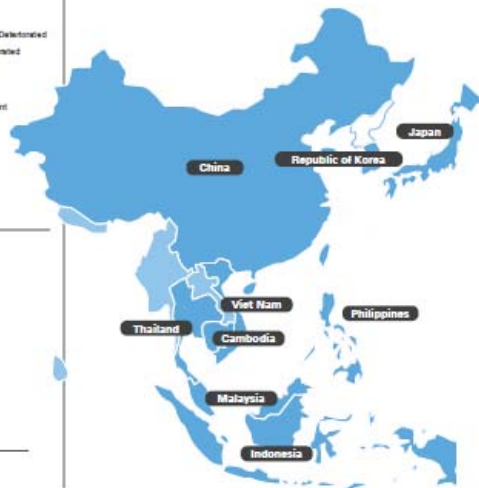 Deteriorated
Japan
Republic of Korea
China
Viet Nam
Philippines
Thailand
Cambodia
Malaysia
Indonesia